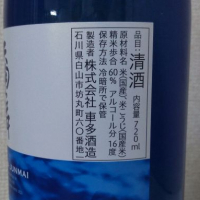 品目：清酒 内容量720ml
原材料名 米（国産）、米こうじ（国産米）
精米歩合60％ アルコール分16度
保存方法 冷暗所で保管
製造者 株式会社 車多酒造
石川県白山市坊丸町六〇番地一